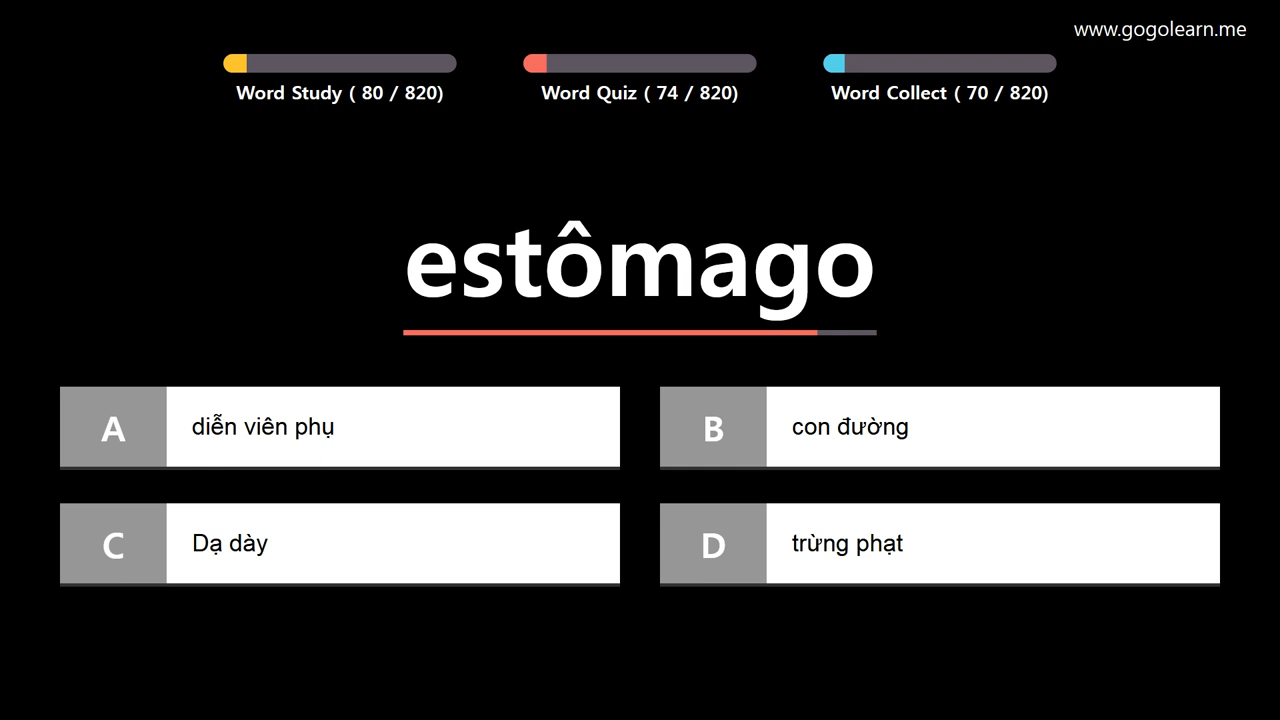 www.gogolearn.me
Word Study ( 80 / 820)
Word Quiz ( 74 / 820)
Word Collect ( 70 / 820)
estômago
A
diễn viên phụ
B
con đường
C
Dạ dày
D
trừng phạt